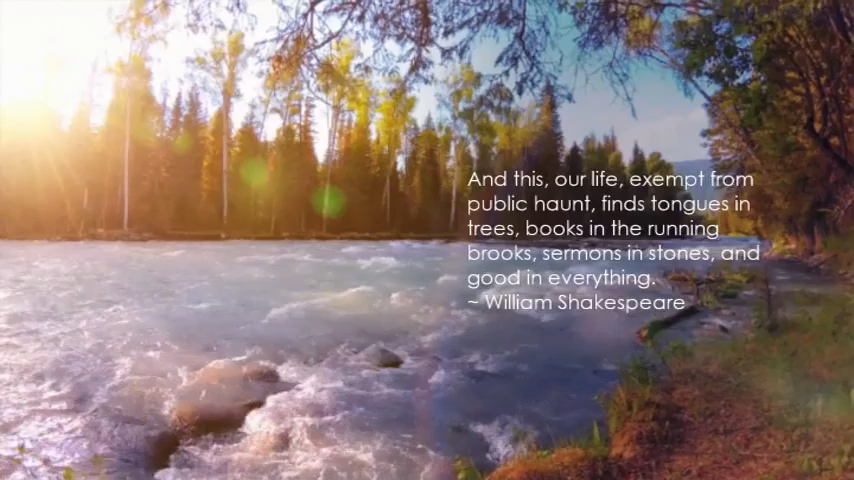 And this, our life, exempt from
public haunt, finds tongues in
trees, books in the running
brooks, sermons in stones, and
good in everything.
~ William Shakespeare